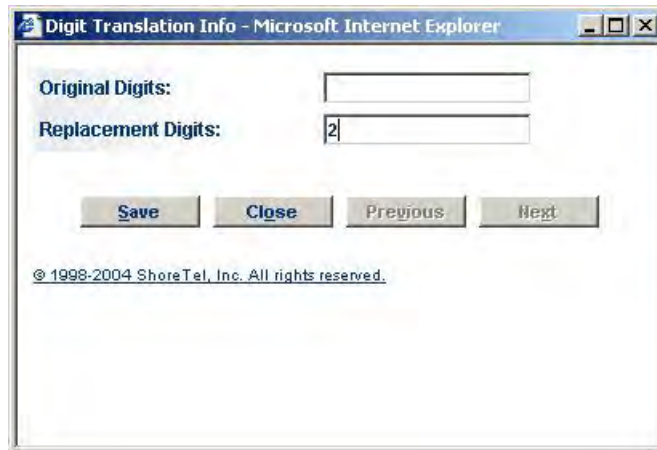 Digit Translation Info - Microsoft Internet Explorer
Original Digits:
Replacement Digits: 2
Save Close Previous Next
© 1998-2004 ShoreTel, Inc. All rights reserved.